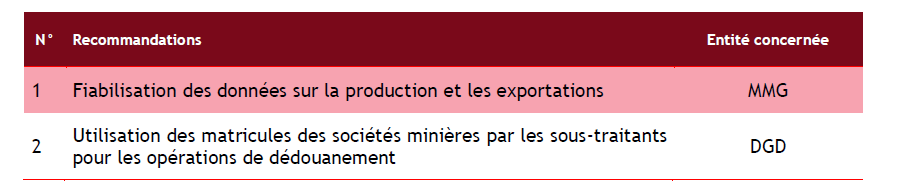 N° Recommandations Entité concernée
1 Fiabilisation des données sur la production et les exportations MMG
2 Utilisation des matricules des sociétés minières par les sous-traitants
pour les opérations de dédouanement DGD